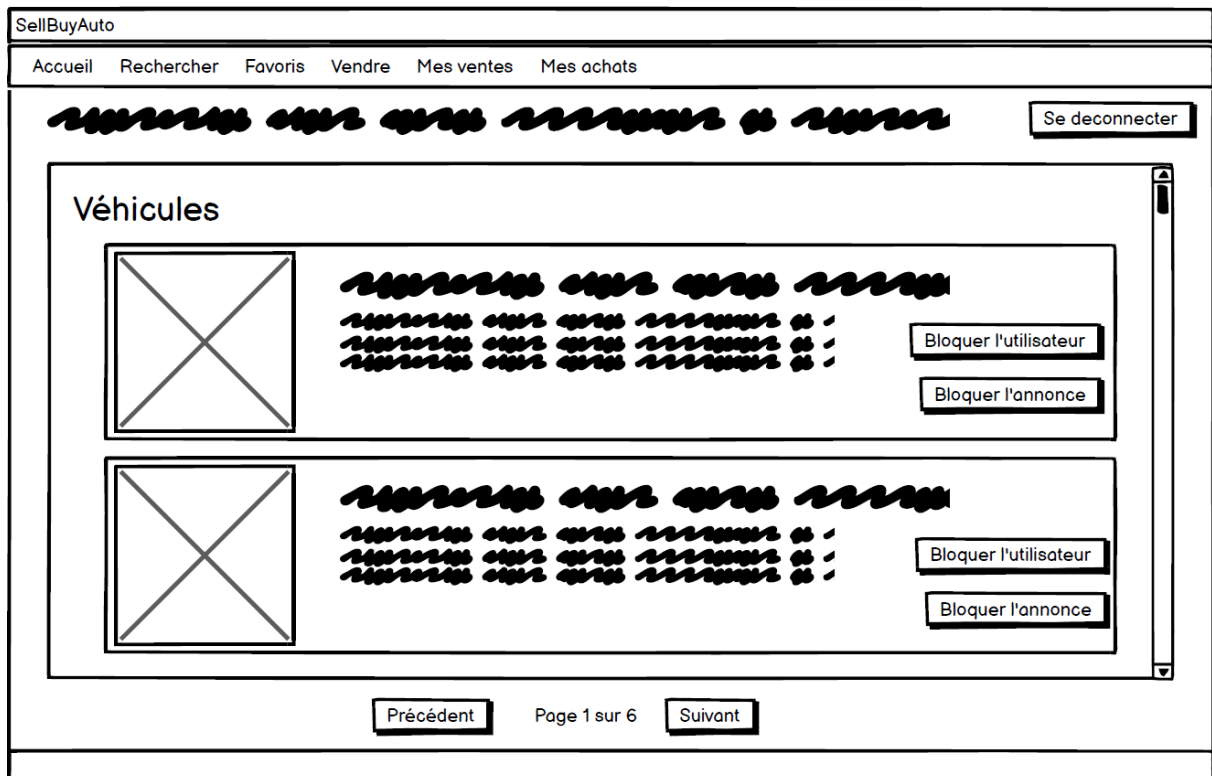 SellBuyAuto
Accueil Rechercher Favoris Vendre Mes ventes Mes achats
Se deconnecter
Véhicules
Bloquer l'utilisateur
Bloquer l'annonce
Bloquer l'utilisateur
Bloquer l'annonce
Précédent Page 1 sur 6 Suivant